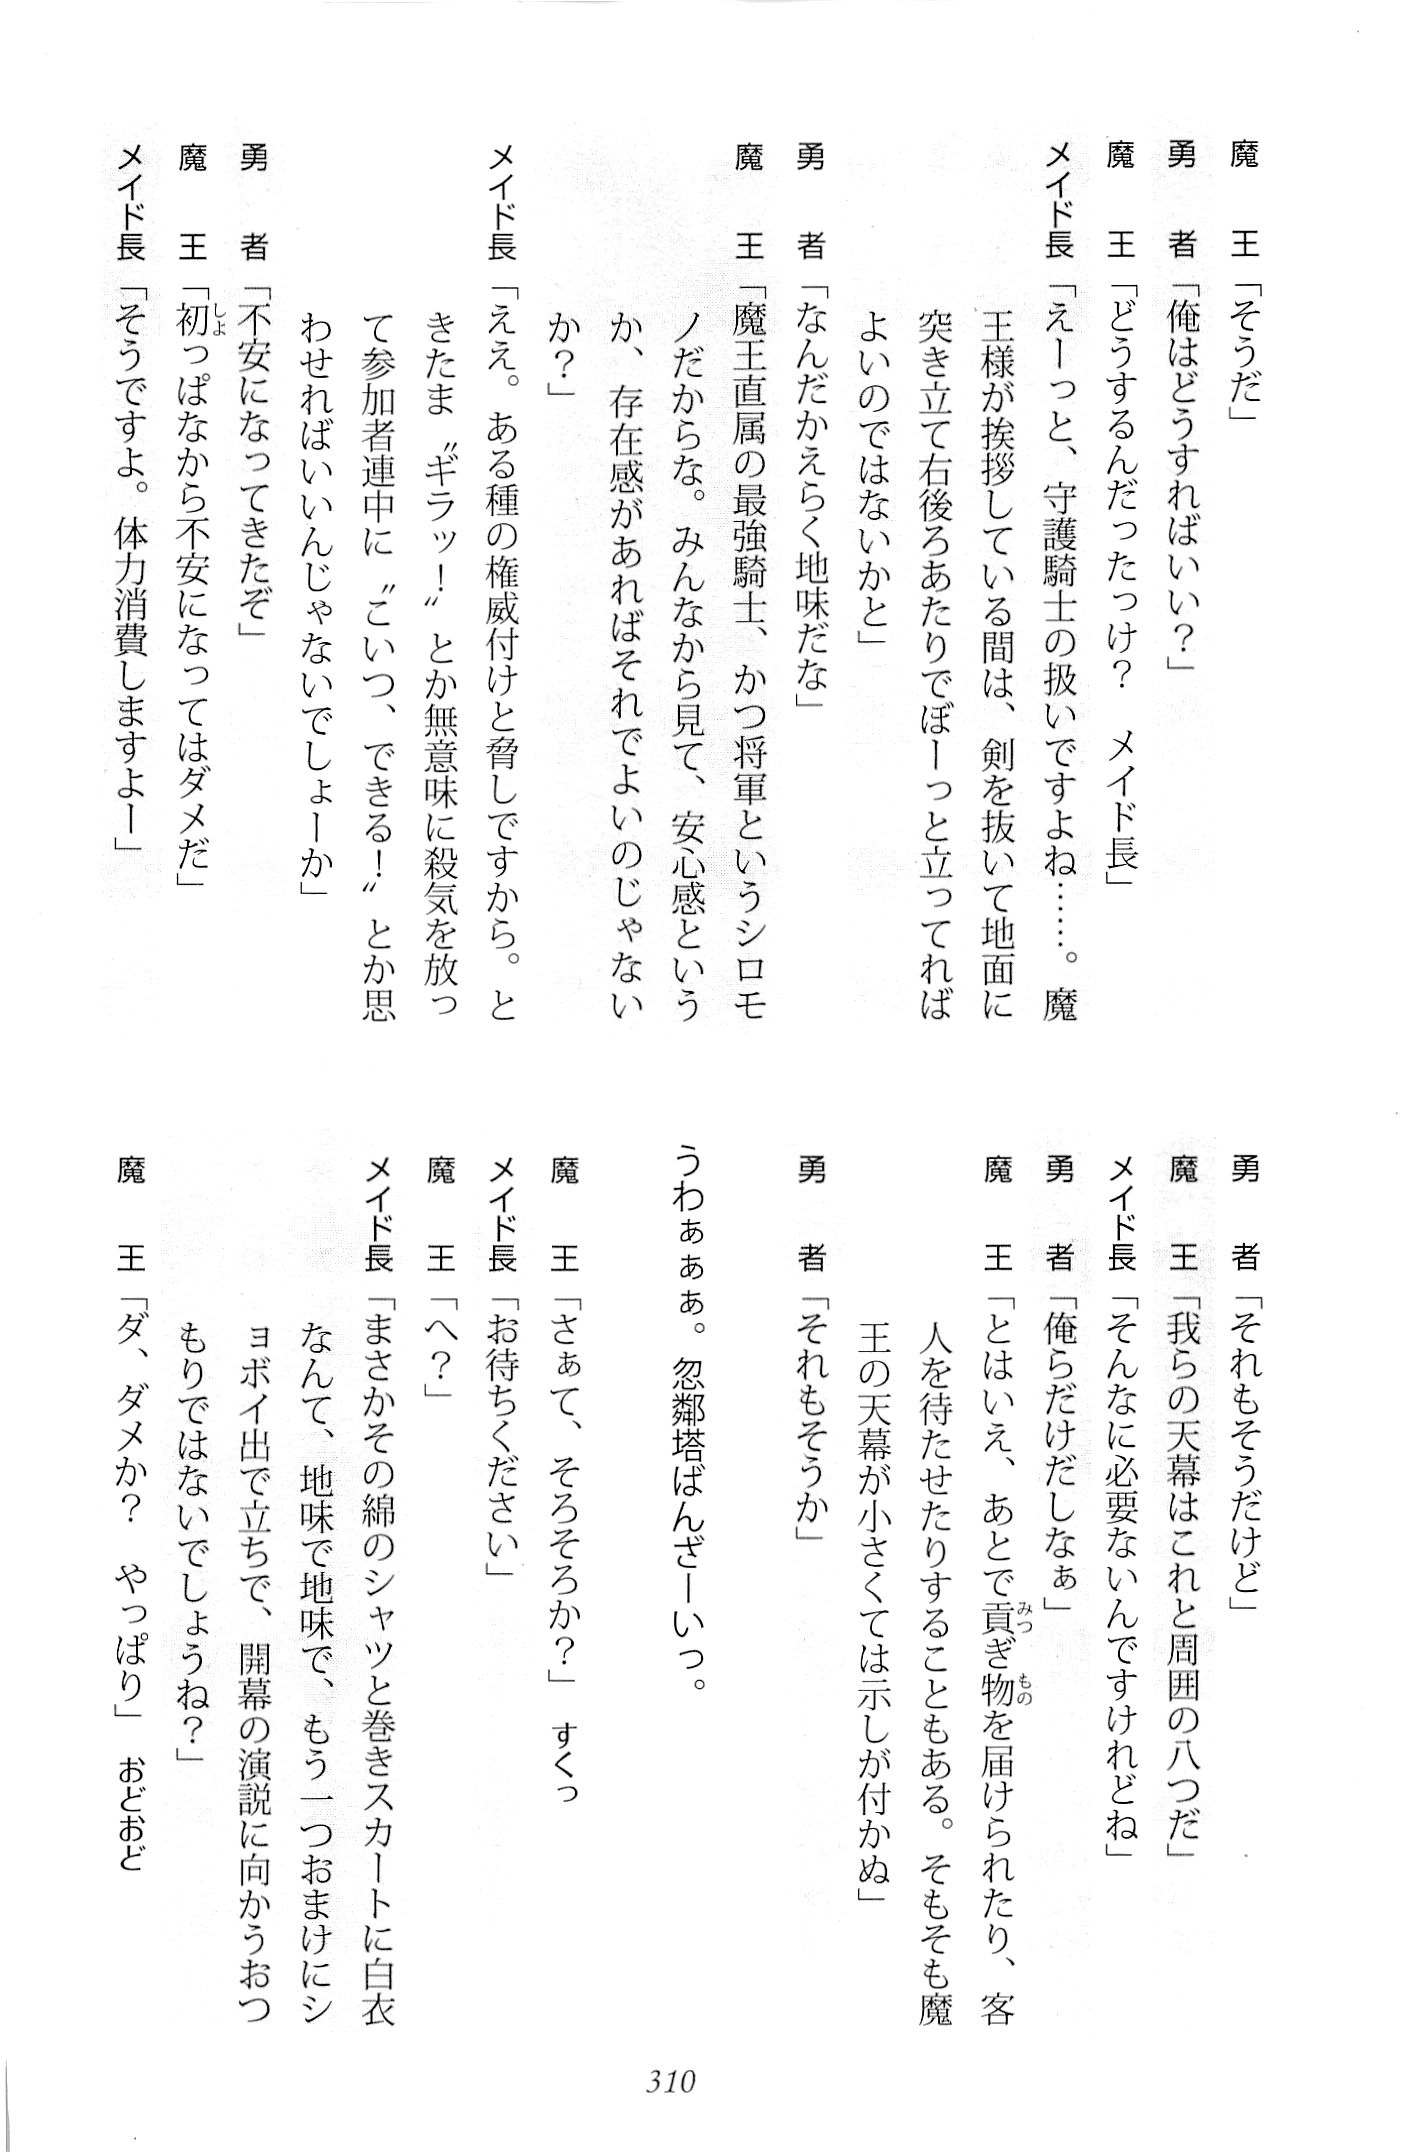 魔　王「そうだ」
勇　者「俺はどうすればいい？」
魔　王「どうするんだったっけ？　メイド長」
メイド長「えーっと、守護騎士の扱いですよね……。魔
王様が挨拶している間は、剣を抜いて地面に
突き立て右後ろあたりでぼーっと立ってれば
よいのではないかと」
勇　者「なんだかえらく地味だな」
魔　王「魔王直属の最強騎士、かつ将軍というシロモ
ノだからな。みんなから見て、安心感という
か、存在感があればそれでよいのじゃない
か？」
メイド長「ええ。ある種の権威付けと脅しですから。と
きたま〝ギラッ！〟とか無意味に殺気を放っ
て参加者連中に〝こいつ、できる！〟とか思
わせればいいんじゃないでしょーか」
勇　者「不安になってきたぞ」
魔　王「初っぱなから不安になってはダメだ」
メイド長「そうですよ。体力消費しますよー」
勇　者「それもそうだけど」
魔　王「我らの天幕はこれと周囲の八つだ」
メイド長「そんなに必要ないんですけれどね」
勇　者「俺らだけだしなぁ」
魔　王「とはいえ、あとで貢ぎ物を届けられたり、客
人を待たせたりすることもある。そもそも魔
王の天幕が小さくては示しが付かぬ」
勇　者「それもそうか」
うわぁぁぁ。忽鄰塔ばんざーいっ。
魔　王「さぁて、そろそろか？」　すくっ
メイド長「お待ちください」
魔　王「へ？」
メイド長「まさかその綿のシャツと巻きスカートに白衣
なんて、地味で地味で、もう一つおまけにシ
ョボイ出で立ちで、開幕の演説に向かうおつ
もりではないでしょうね？」
魔　王「ダ、ダメか？　やっぱり」　おどおど
310